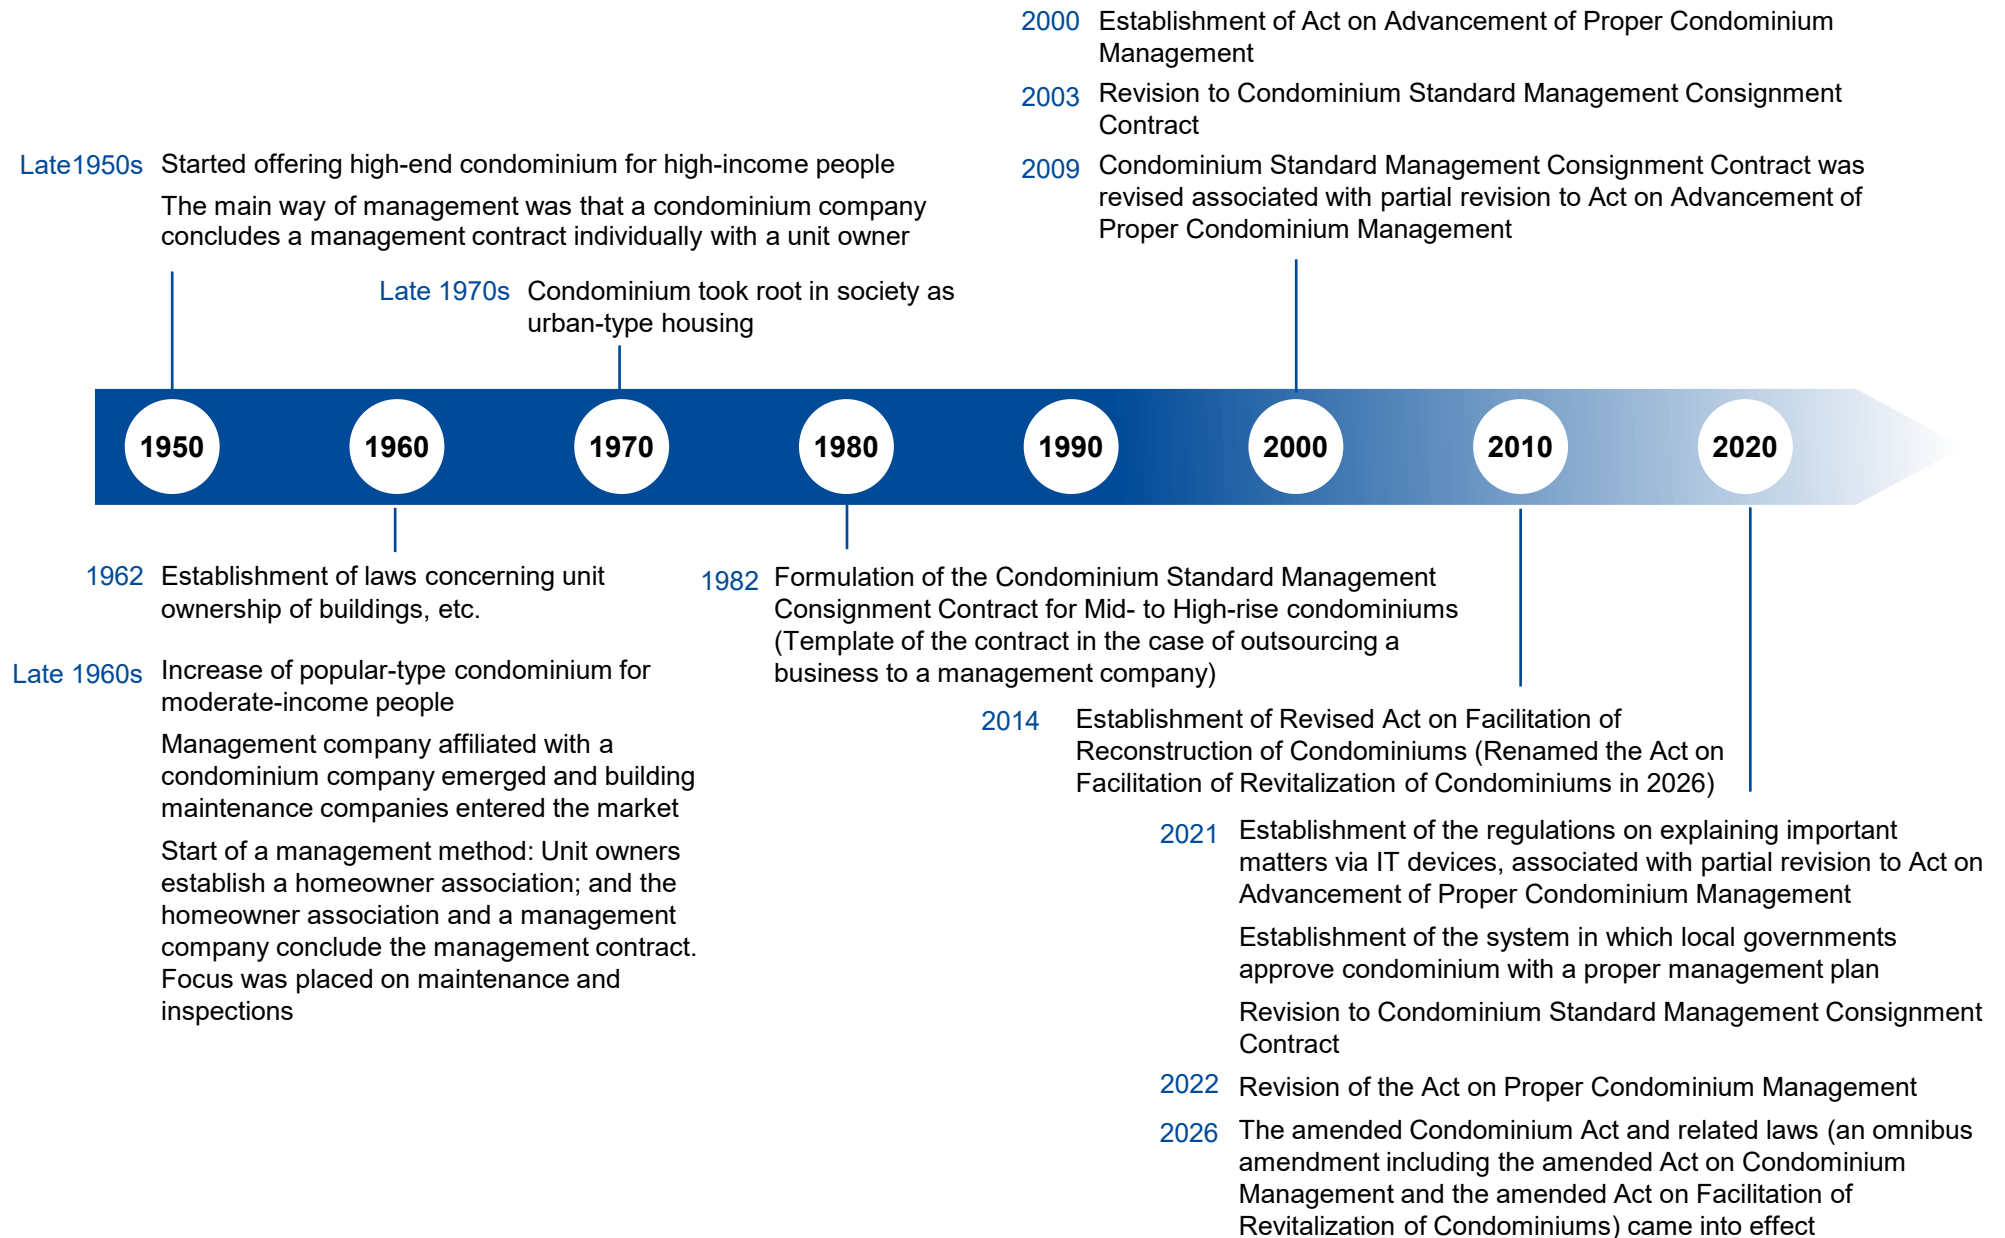 Late1950s Started offering high-end condominium for high-income people
The main way of management was that a condominium company
concludes a management contract individually with a unit owner
Late 1970s Condominium took root in society as
urban-type housing
2000 Establishment of Act on Advancement of Proper Condominium
Management
2003 Revision to Condominium Standard Management Consignment
Contract
2009 Condominium Standard Management Consignment Contract was
revised associated with partial revision to Act on Advancement of
Proper Condominium Management
1950 1960 1970 1980 1990 2000 2010 2020
1962 Establishment of laws concerning unit
ownership of buildings, etc.
Late 1960s Increase of popular-type condominium for
moderate-income people
Management company affiliated with a
condominium company emerged and building
maintenance companies entered the market
Start of a management method: Unit owners
establish a homeowner association; and the
homeowner association and a management
company conclude the management contract.
Focus was placed on maintenance and
inspections
1982 Formulation of the Condominium Standard Management
Consignment Contract for Mid- to High-rise condominiums
(Template of the contract in the case of outsourcing a
business to a management company)
2014 Establishment of Revised Act on Facilitation of
Reconstruction of Condominiums (Renamed the Act on
Facilitation of Revitalization of Condominiums in 2026)
2021 Establishment of the regulations on explaining important
matters via IT devices, associated with partial revision to Act on
Advancement of Proper Condominium Management
Establishment of the system in which local governments
approve condominium with a proper management plan
Revision to Condominium Standard Management Consignment
Contract
2022 Revision of the Act on Proper Condominium Management
2026 The amended Condominium Act and related laws (an omnibus
amendment including the amended Act on Condominium
Management and the amended Act on Facilitation of
Revitalization of Condominiums) came into effect